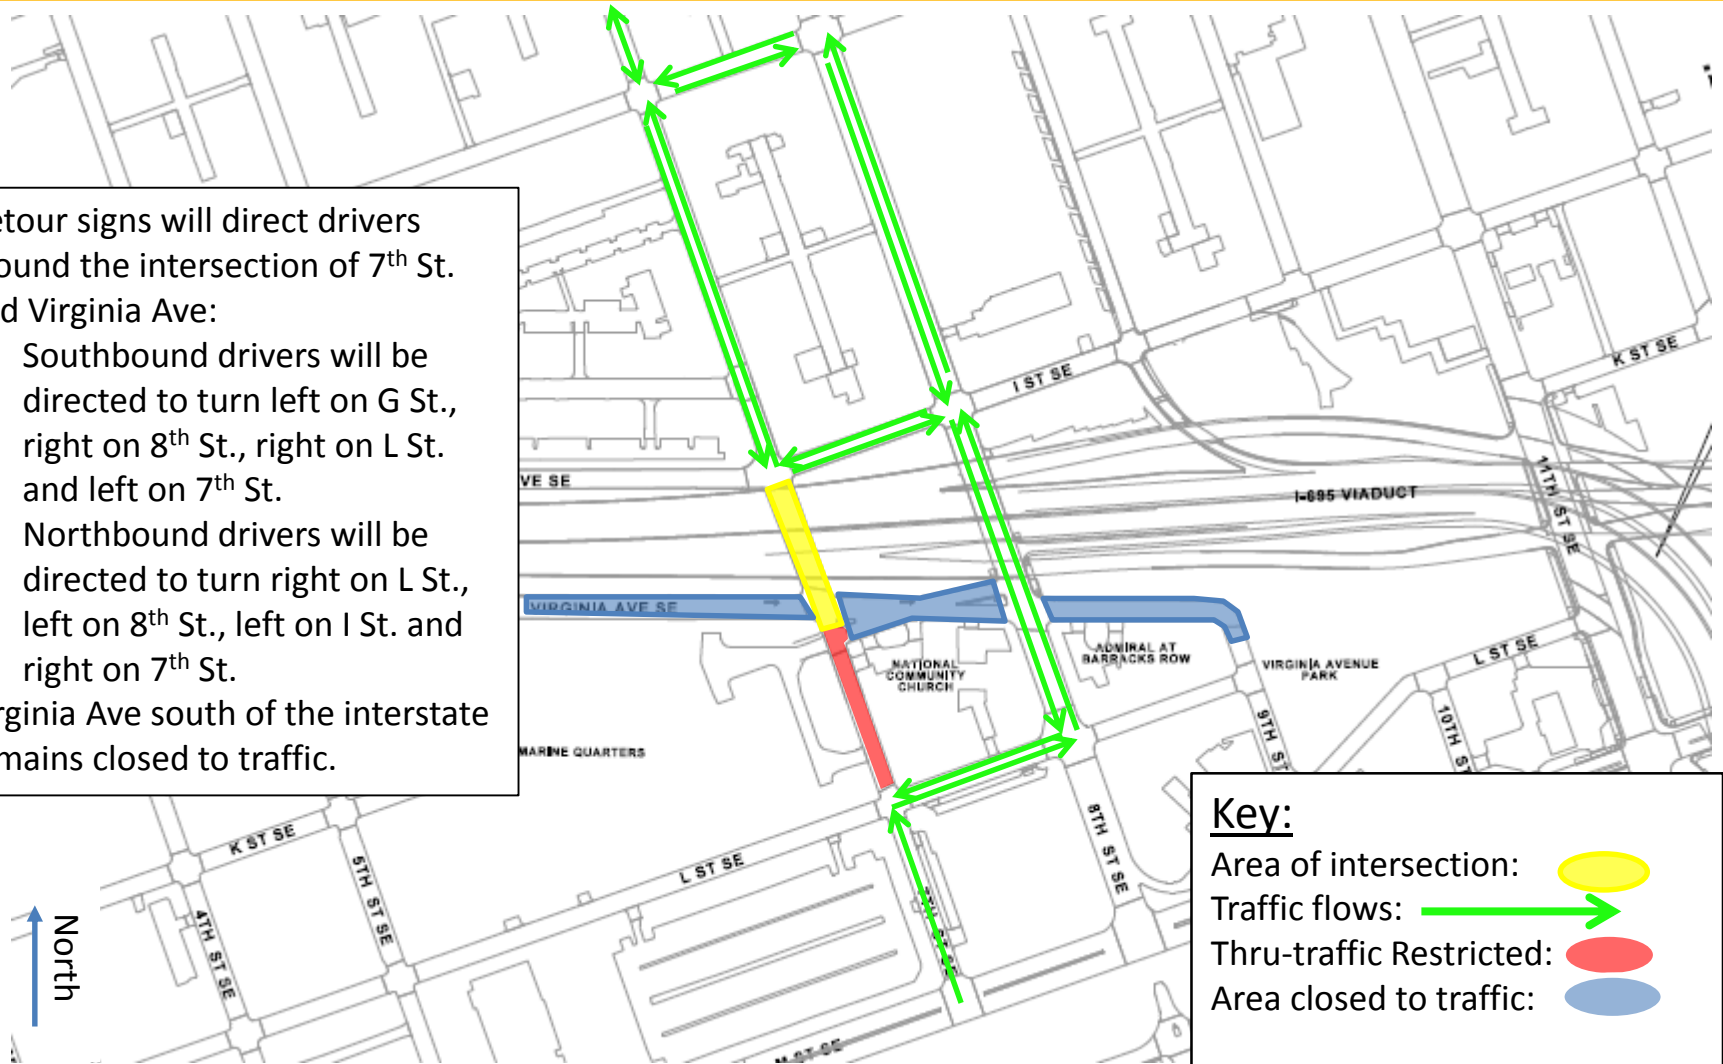 etour signs will direct drivers
ound the intersection of 7th St.
d Virginia Ave:
Southbound drivers will be
directed to turn left on G St.,
right on 8th St., right on L St.
and left on 7th St.
Northbound drivers will be
directed to turn right on L St.,
left on 8th St., left on I St. and
right on 7th St.
rginia Ave south of the interstate
mains closed to traffic.
I ST SE
K ST SE
VE SE
I-695 VIADUCT
11TH ST SE
VIRGINIA AVE SE
NATIONAL
COMMUNITY
CHURCH
ADMIRAL AT
BARRACKS ROW
VIRGINIA AVENUE
PARK
L ST SE
MARINE QUARTERS
9TH ST
10TH ST
K ST SE
5TH ST SE
4TH ST SE
L ST SE
7TH ST SE
8TH ST SE
M ST SE
North
Key:
Area of intersection:
Traffic flows:
Thru-traffic Restricted:
Area closed to traffic: